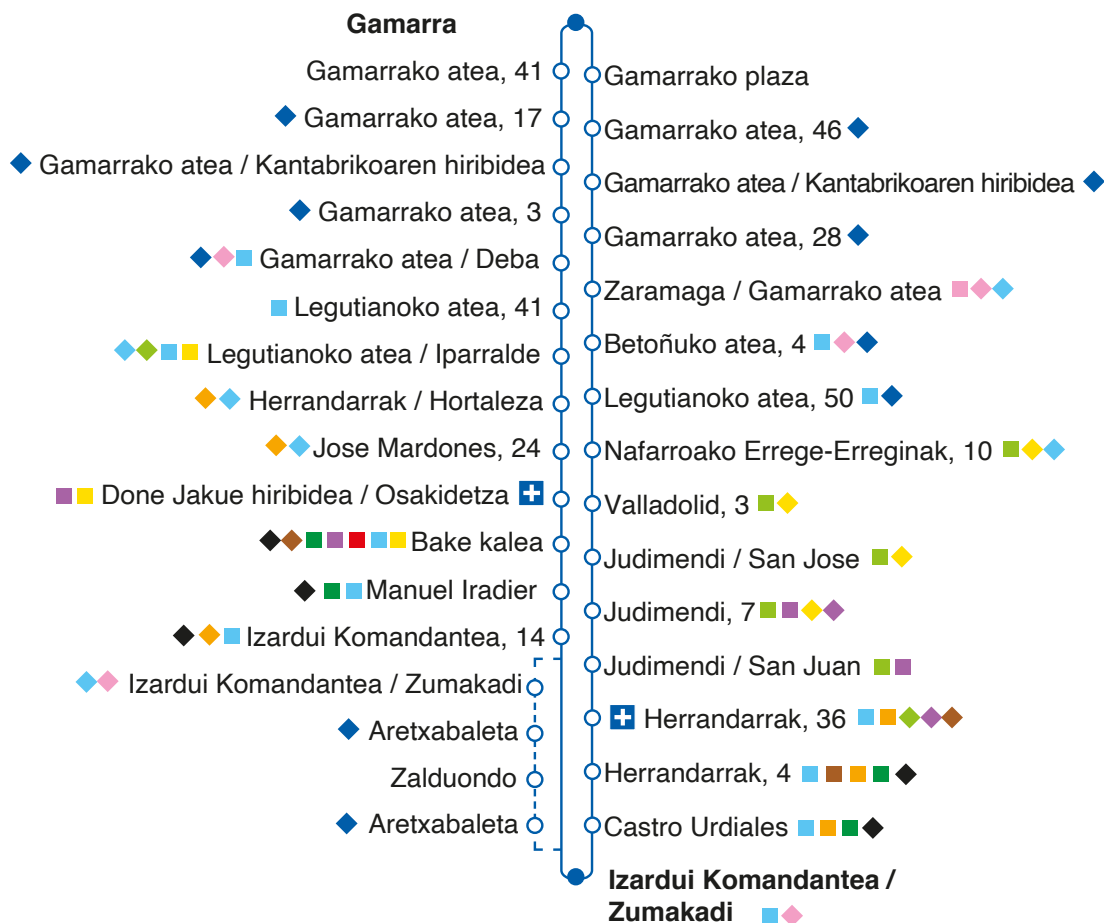 Gamarra
Gamarrako atea, 41
Gamarrako atea, 17
Gamarrako atea / Kantabrikoaren hiribidea
Gamarrako atea, 3
Gamarrako atea / Deba
Legutianoko atea, 41
Legutianoko atea / Iparralde
Herrandarrak / Hortaleza
Jose Mardones, 24
Done Jakue hiribidea / Osakidetza
Bake kalea
Manuel Iradier
Izardui Komandantea, 14
Izardui Komandantea / Zumakadi
Aretxabaleta
Zalduondo
Aretxabaleta
Gamarrako plaza
Gamarrako atea, 46
Gamarrako atea / Kantabrikoaren hiribidea
Gamarrako atea, 28
Zaramaga / Gamarrako atea
Betoñuko atea, 4
Legutianoko atea, 50
Nafarroako Errege-Erreginak, 10
Valladolid, 3
Judimendi / San Jose
Judimendi, 7
Judimendi / San Juan
Herrandarrak, 36
Herrandarrak, 4
Castro Urdiales
Izardui Komandantea /
Zumakadi